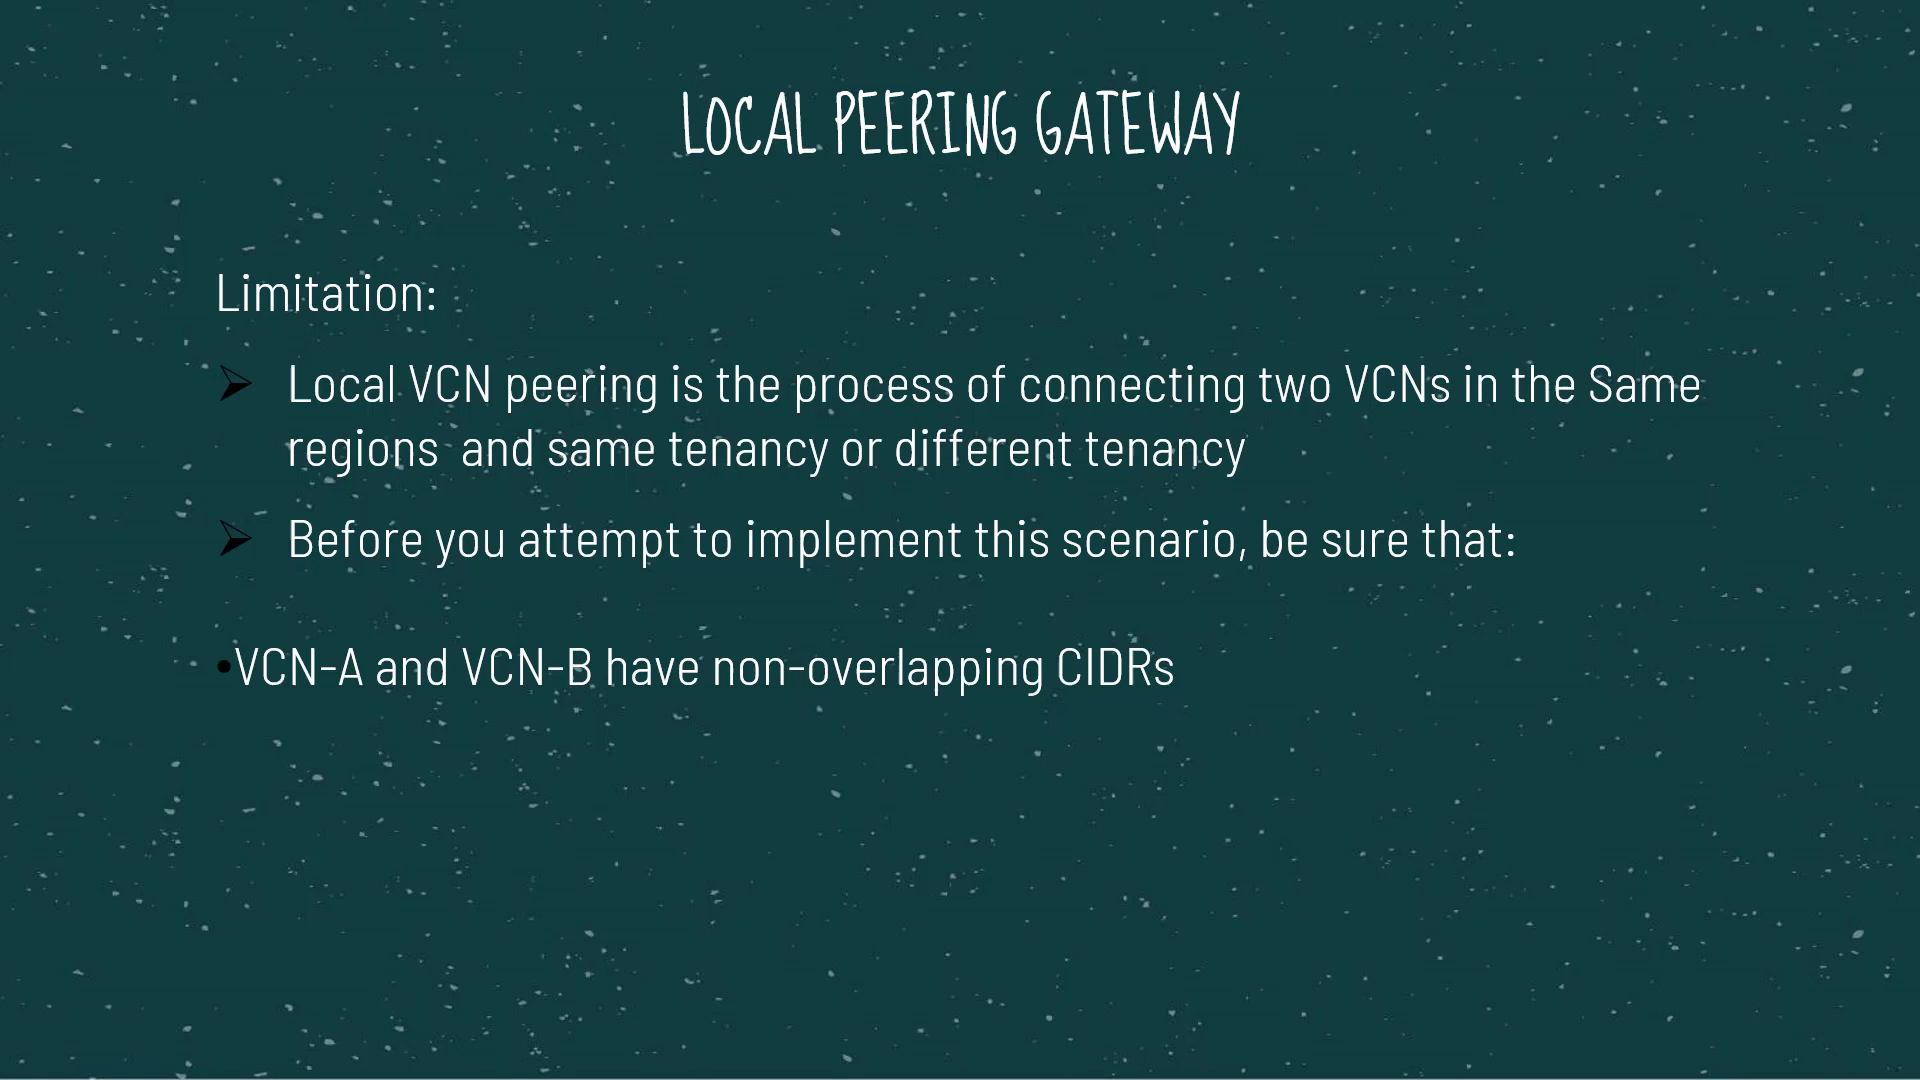 LOCAL PEERING GATEWAY
Limitation:
➢ Local VCN peering is the process of connecting two VCNs in the Same
regions  and same tenancy or different tenancy
➢ Before you attempt to implement this scenario, be sure that:
•VCN-A and VCN-B have non-overlapping CIDRs